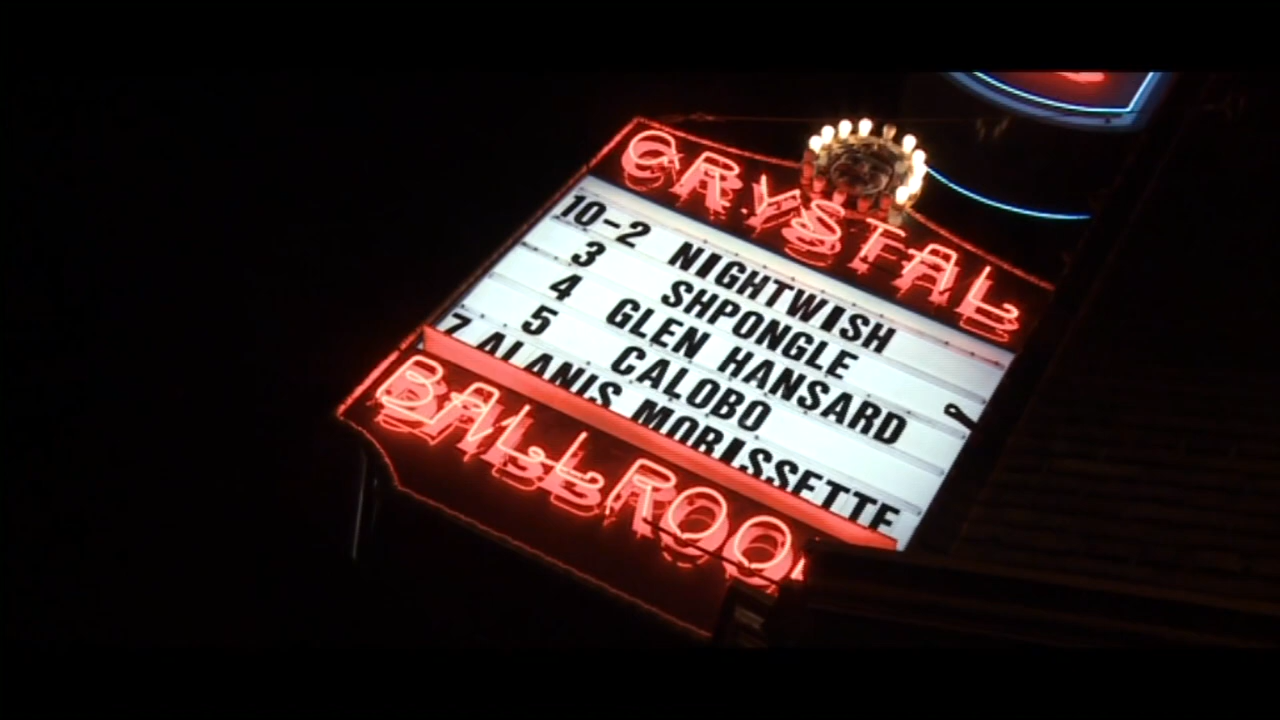 CRYSTAL
10-2 NIGHTWISH
3 SHPONGLE
4 GLEN HANSARD
5 CALOBO
7 ALANIS MORISSETTE
BALLROO